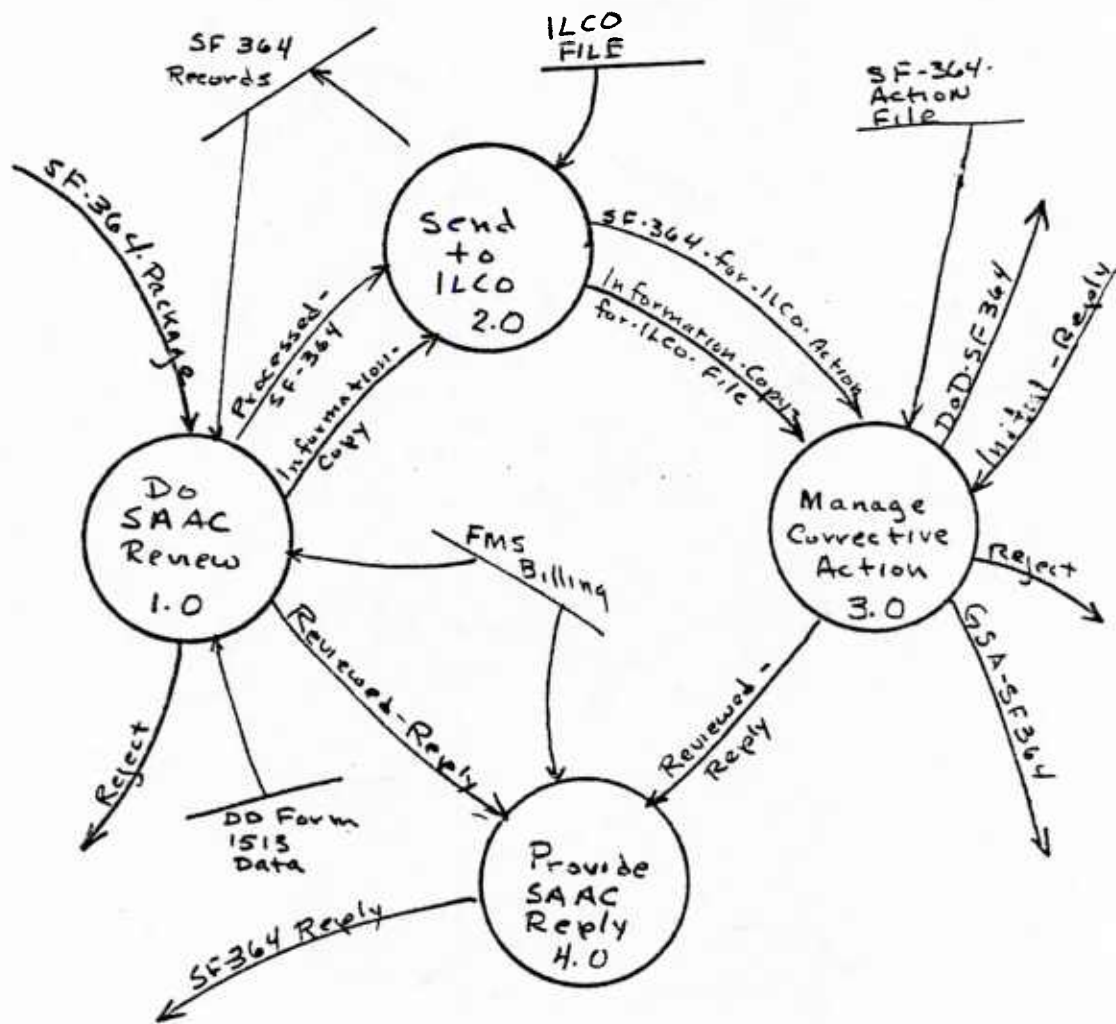 SF 364
Records
ILCO
FILE
SF-364-
Action
File
SF-364-Package
Send
to
ILCO
2.0
SF-364-for-ILCO-Action
Information-Copy
for-ILCO-File
DoD-SF364
Initial-Reply
Processed-
SF-364
Information-
Copy
Do
SAAC
Review
1.0
FMS
Billing
Manage
Corrective
Action
3.0
Reject
GSA-SF364
Reviewed-Reply
Reviewed-
Reply
Reject
DD Form
1513
Data
Provide
SAAC
Reply
4.0
SF364 Reply